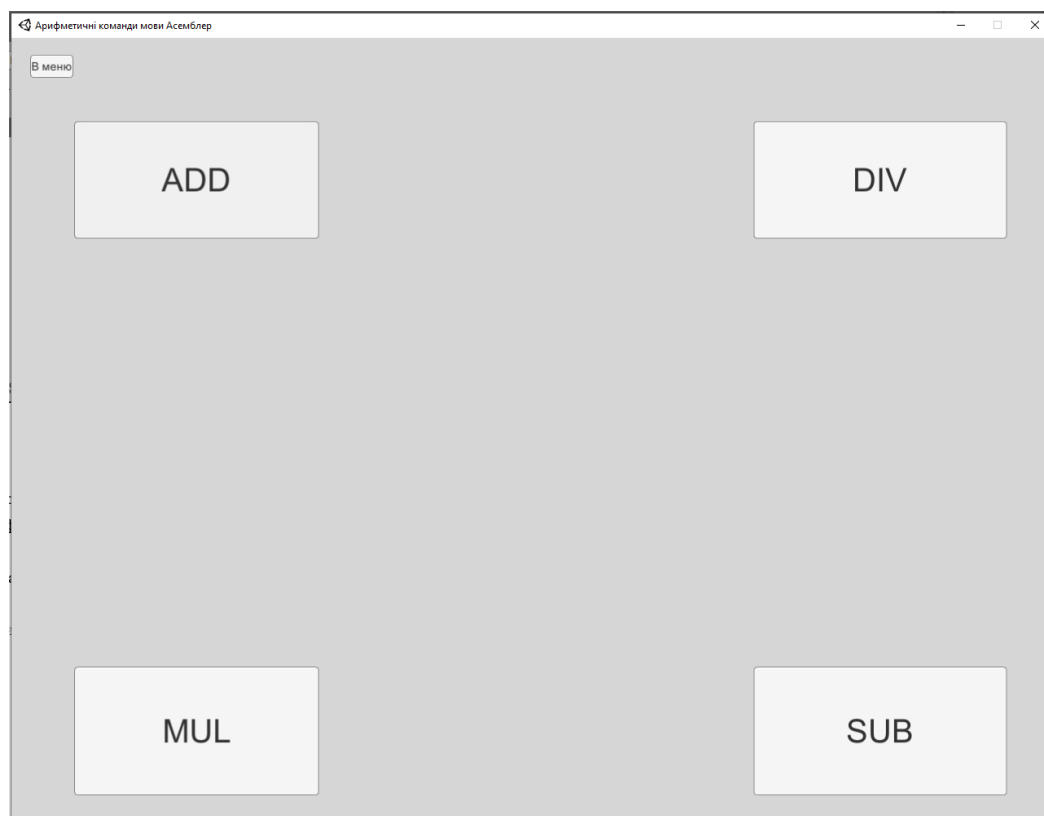 Арифметичні команди мови Асемблер
В меню
ADD
DIV
MUL
SUB